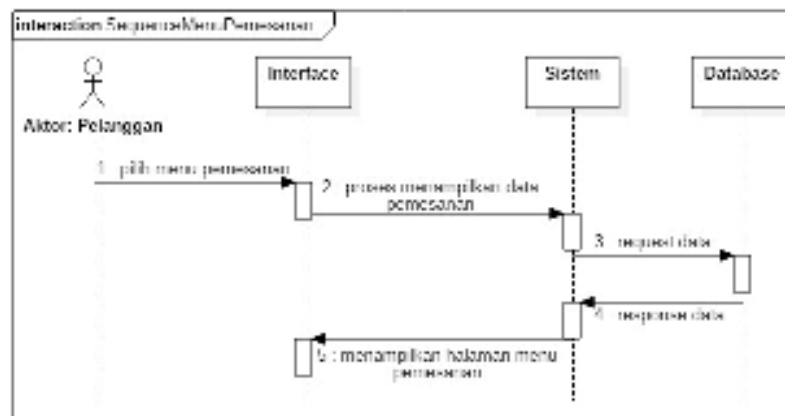 interaction SequenceMenuPemesanan
Interface
Sistem
Database
Aktor: Pelanggan
1 : pilih menu pemesanan
2 : proses menampilkan data
pemesanan
3 : request data
4 : response data
5 : menampilkan halaman menu
pemesanan